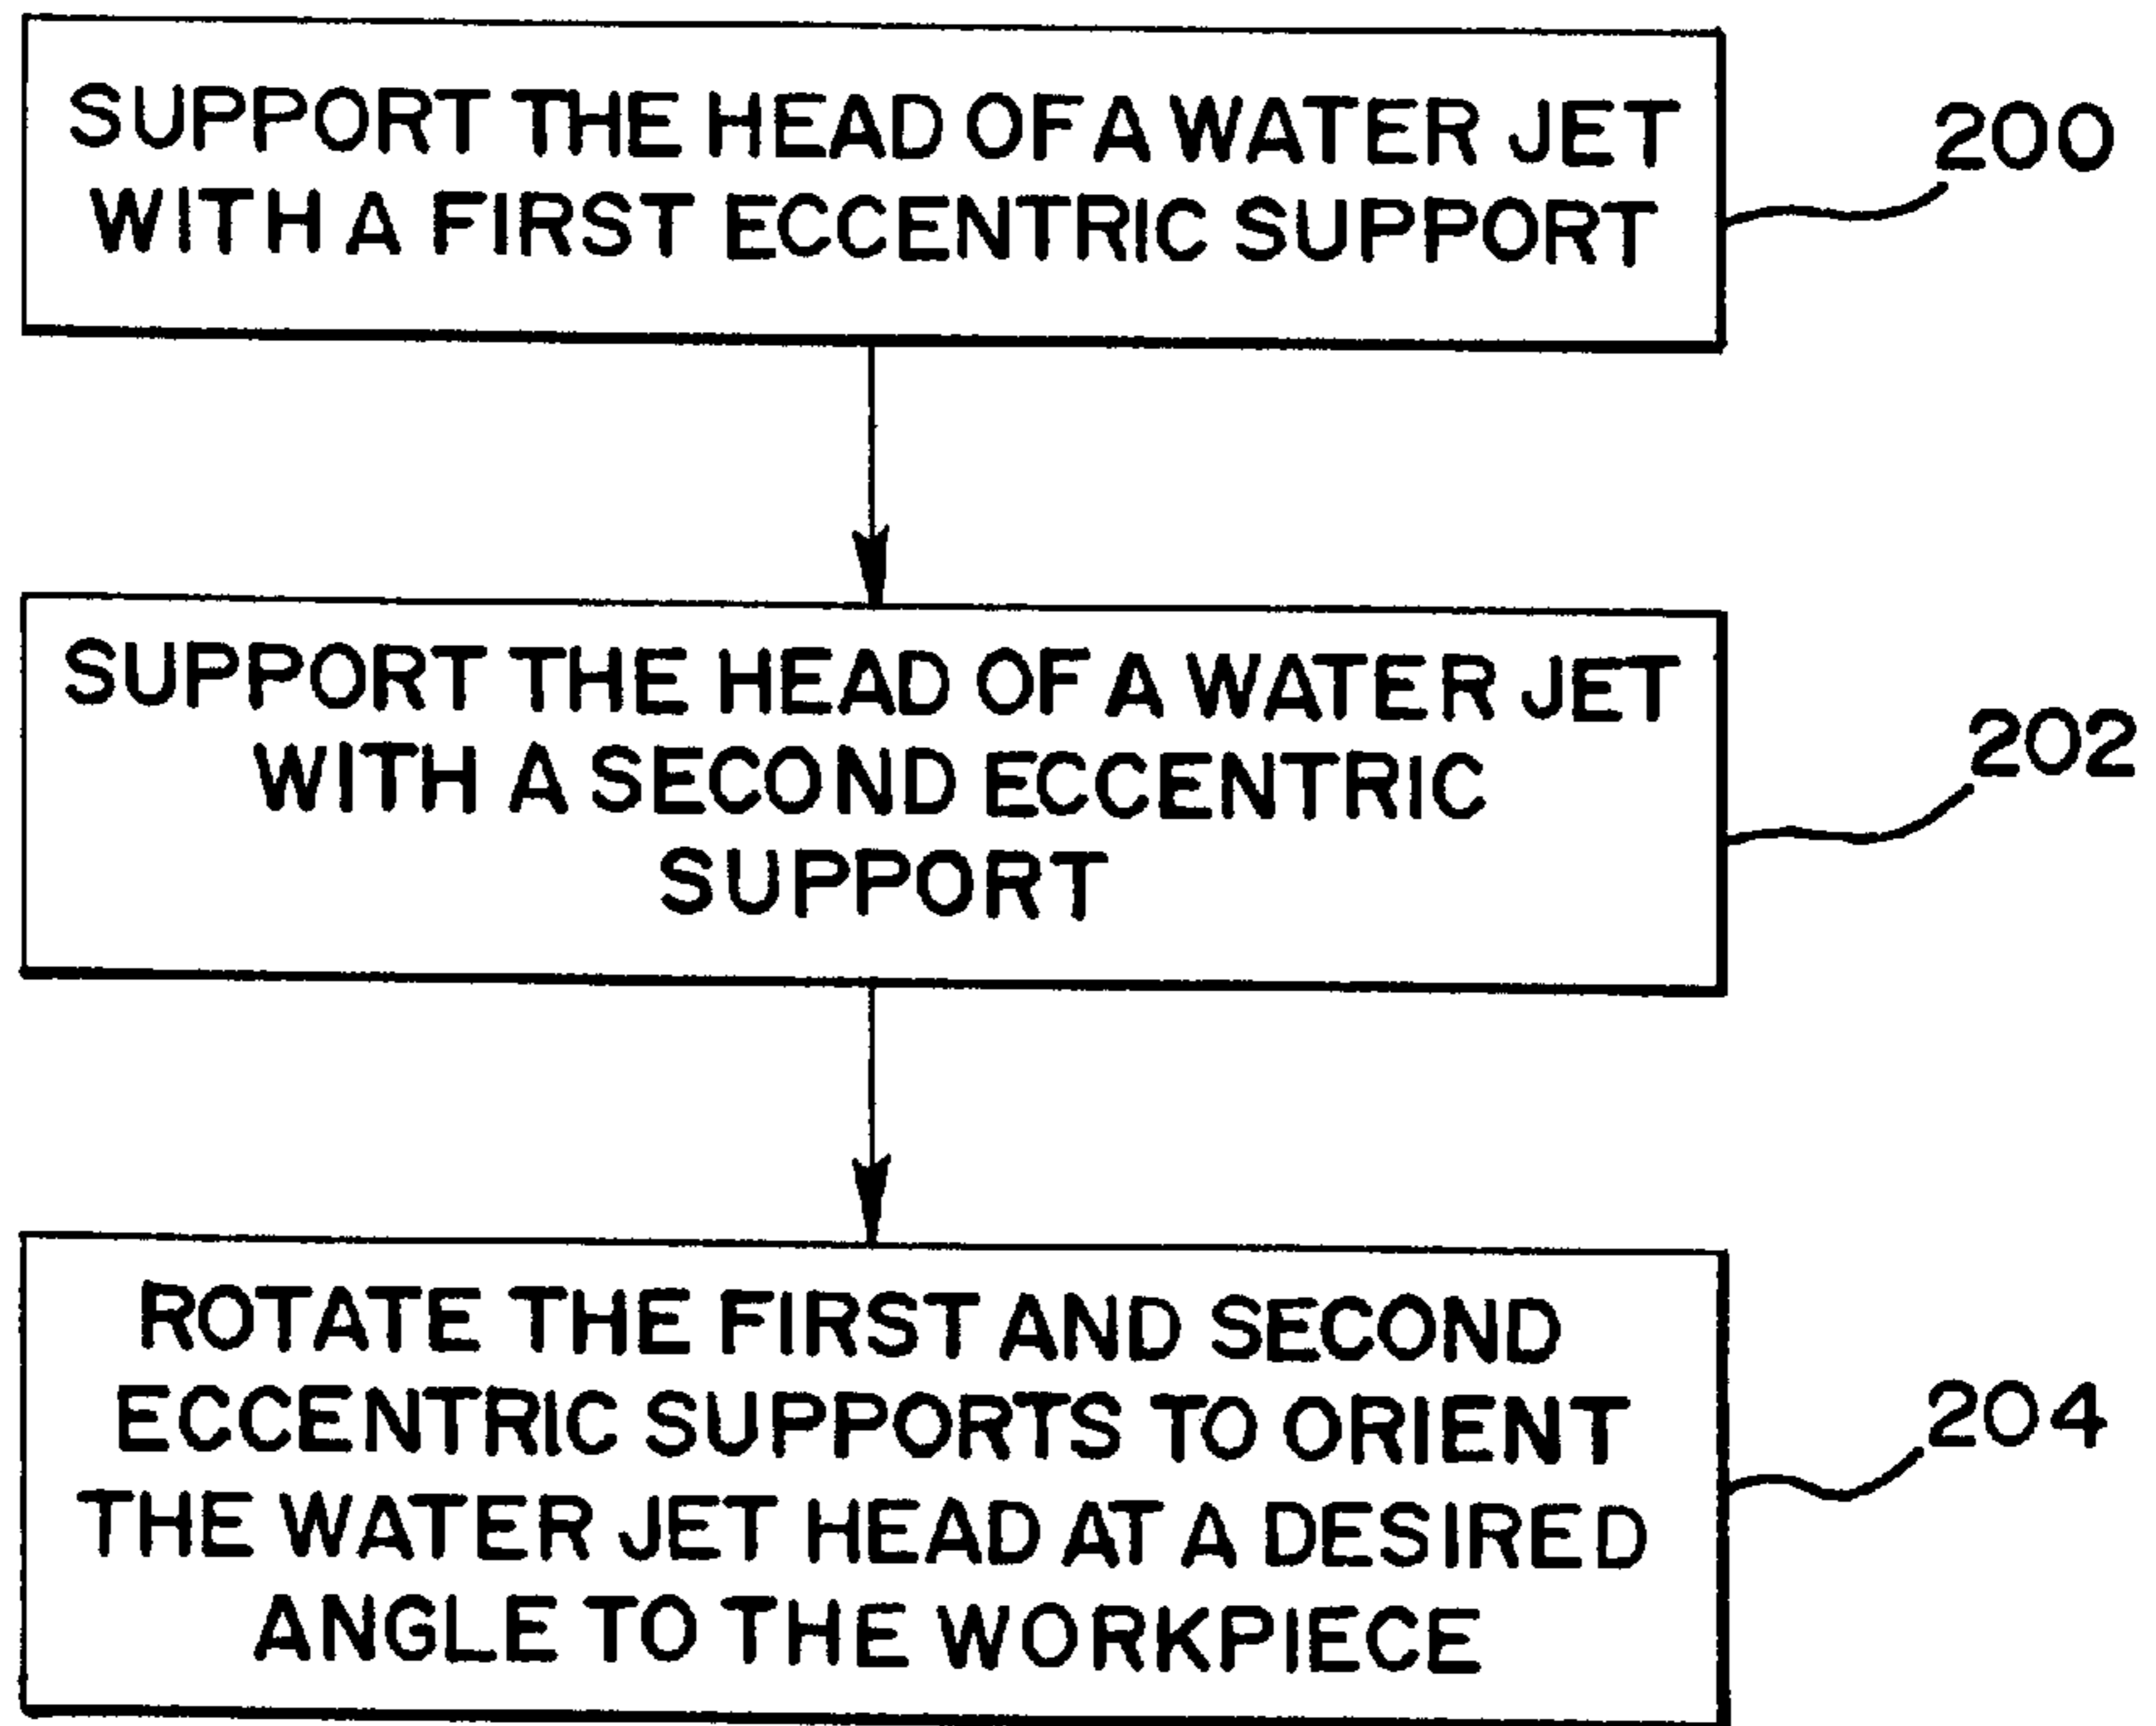 SUPPORT THE HEAD OF A WATER JET
WITH A FIRST ECCENTRIC SUPPORT
200
SUPPORT THE HEAD OF A WATER JET
WITH A SECOND ECCENTRIC
SUPPORT
202
ROTATE THE FIRST AND SECOND
ECCENTRIC SUPPORTS TO ORIENT
THE WATER JET HEAD AT A DESIRED
ANGLE TO THE WORKPIECE
204